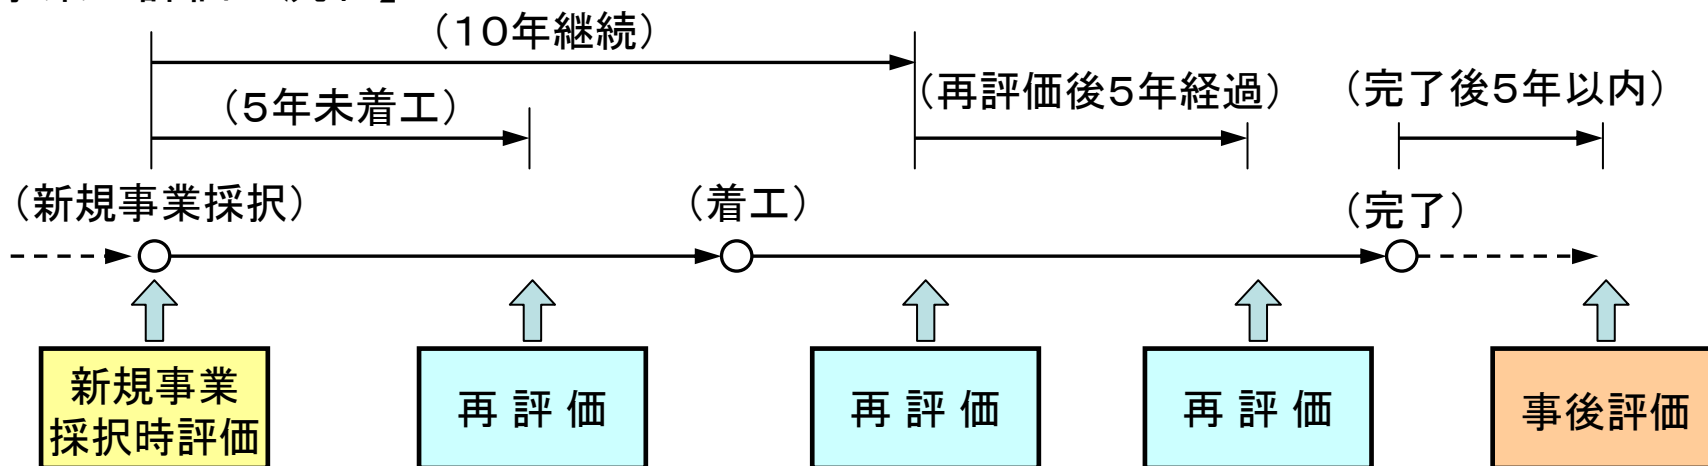 （10年継続）
（5年未着工）
（再評価後5年経過）
（完了後5年以内）
（新規事業採択）
（着工）
（完了）
新規事業
採択時評価
再 評 価
再 評 価
再 評 価
事後評価